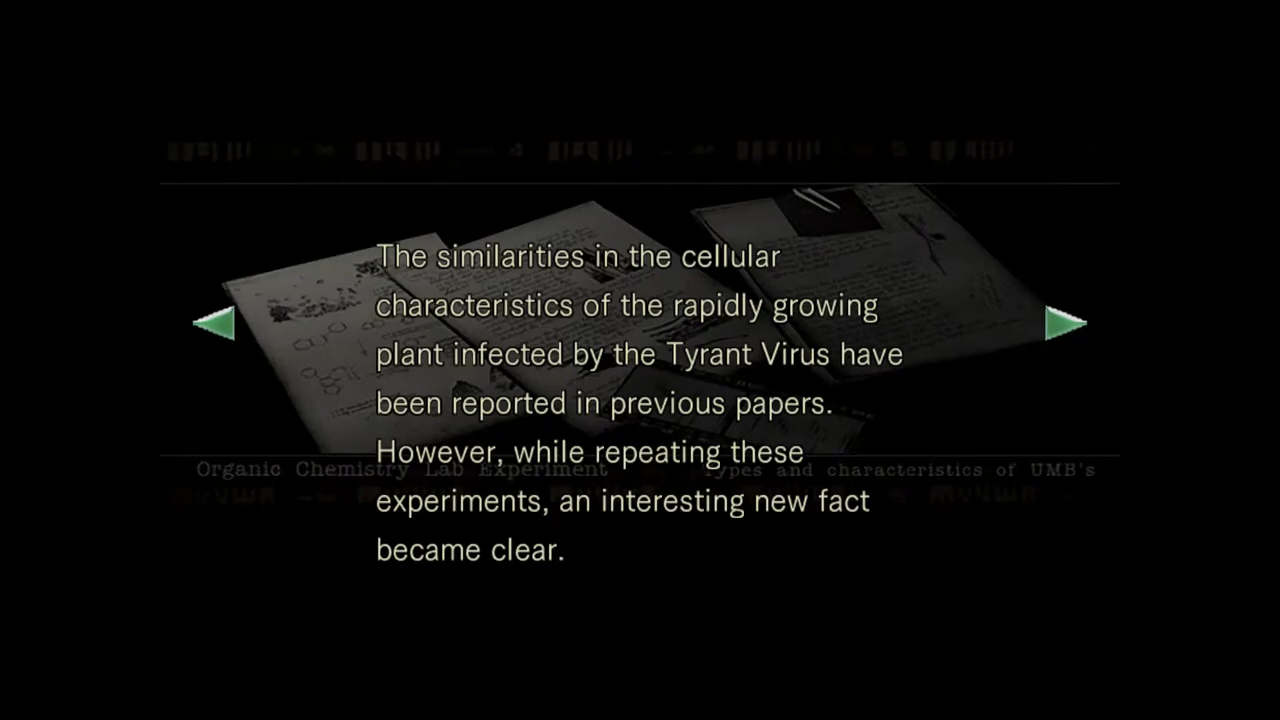 The similarities in the cellular
characteristics of the rapidly growing
plant infected by the Tyrant Virus have
been reported in previous papers.
However, while repeating these
Organic Chemistry Lab Experiment Types and characteristics of UMB's
experiments, an interesting new fact
became clear.